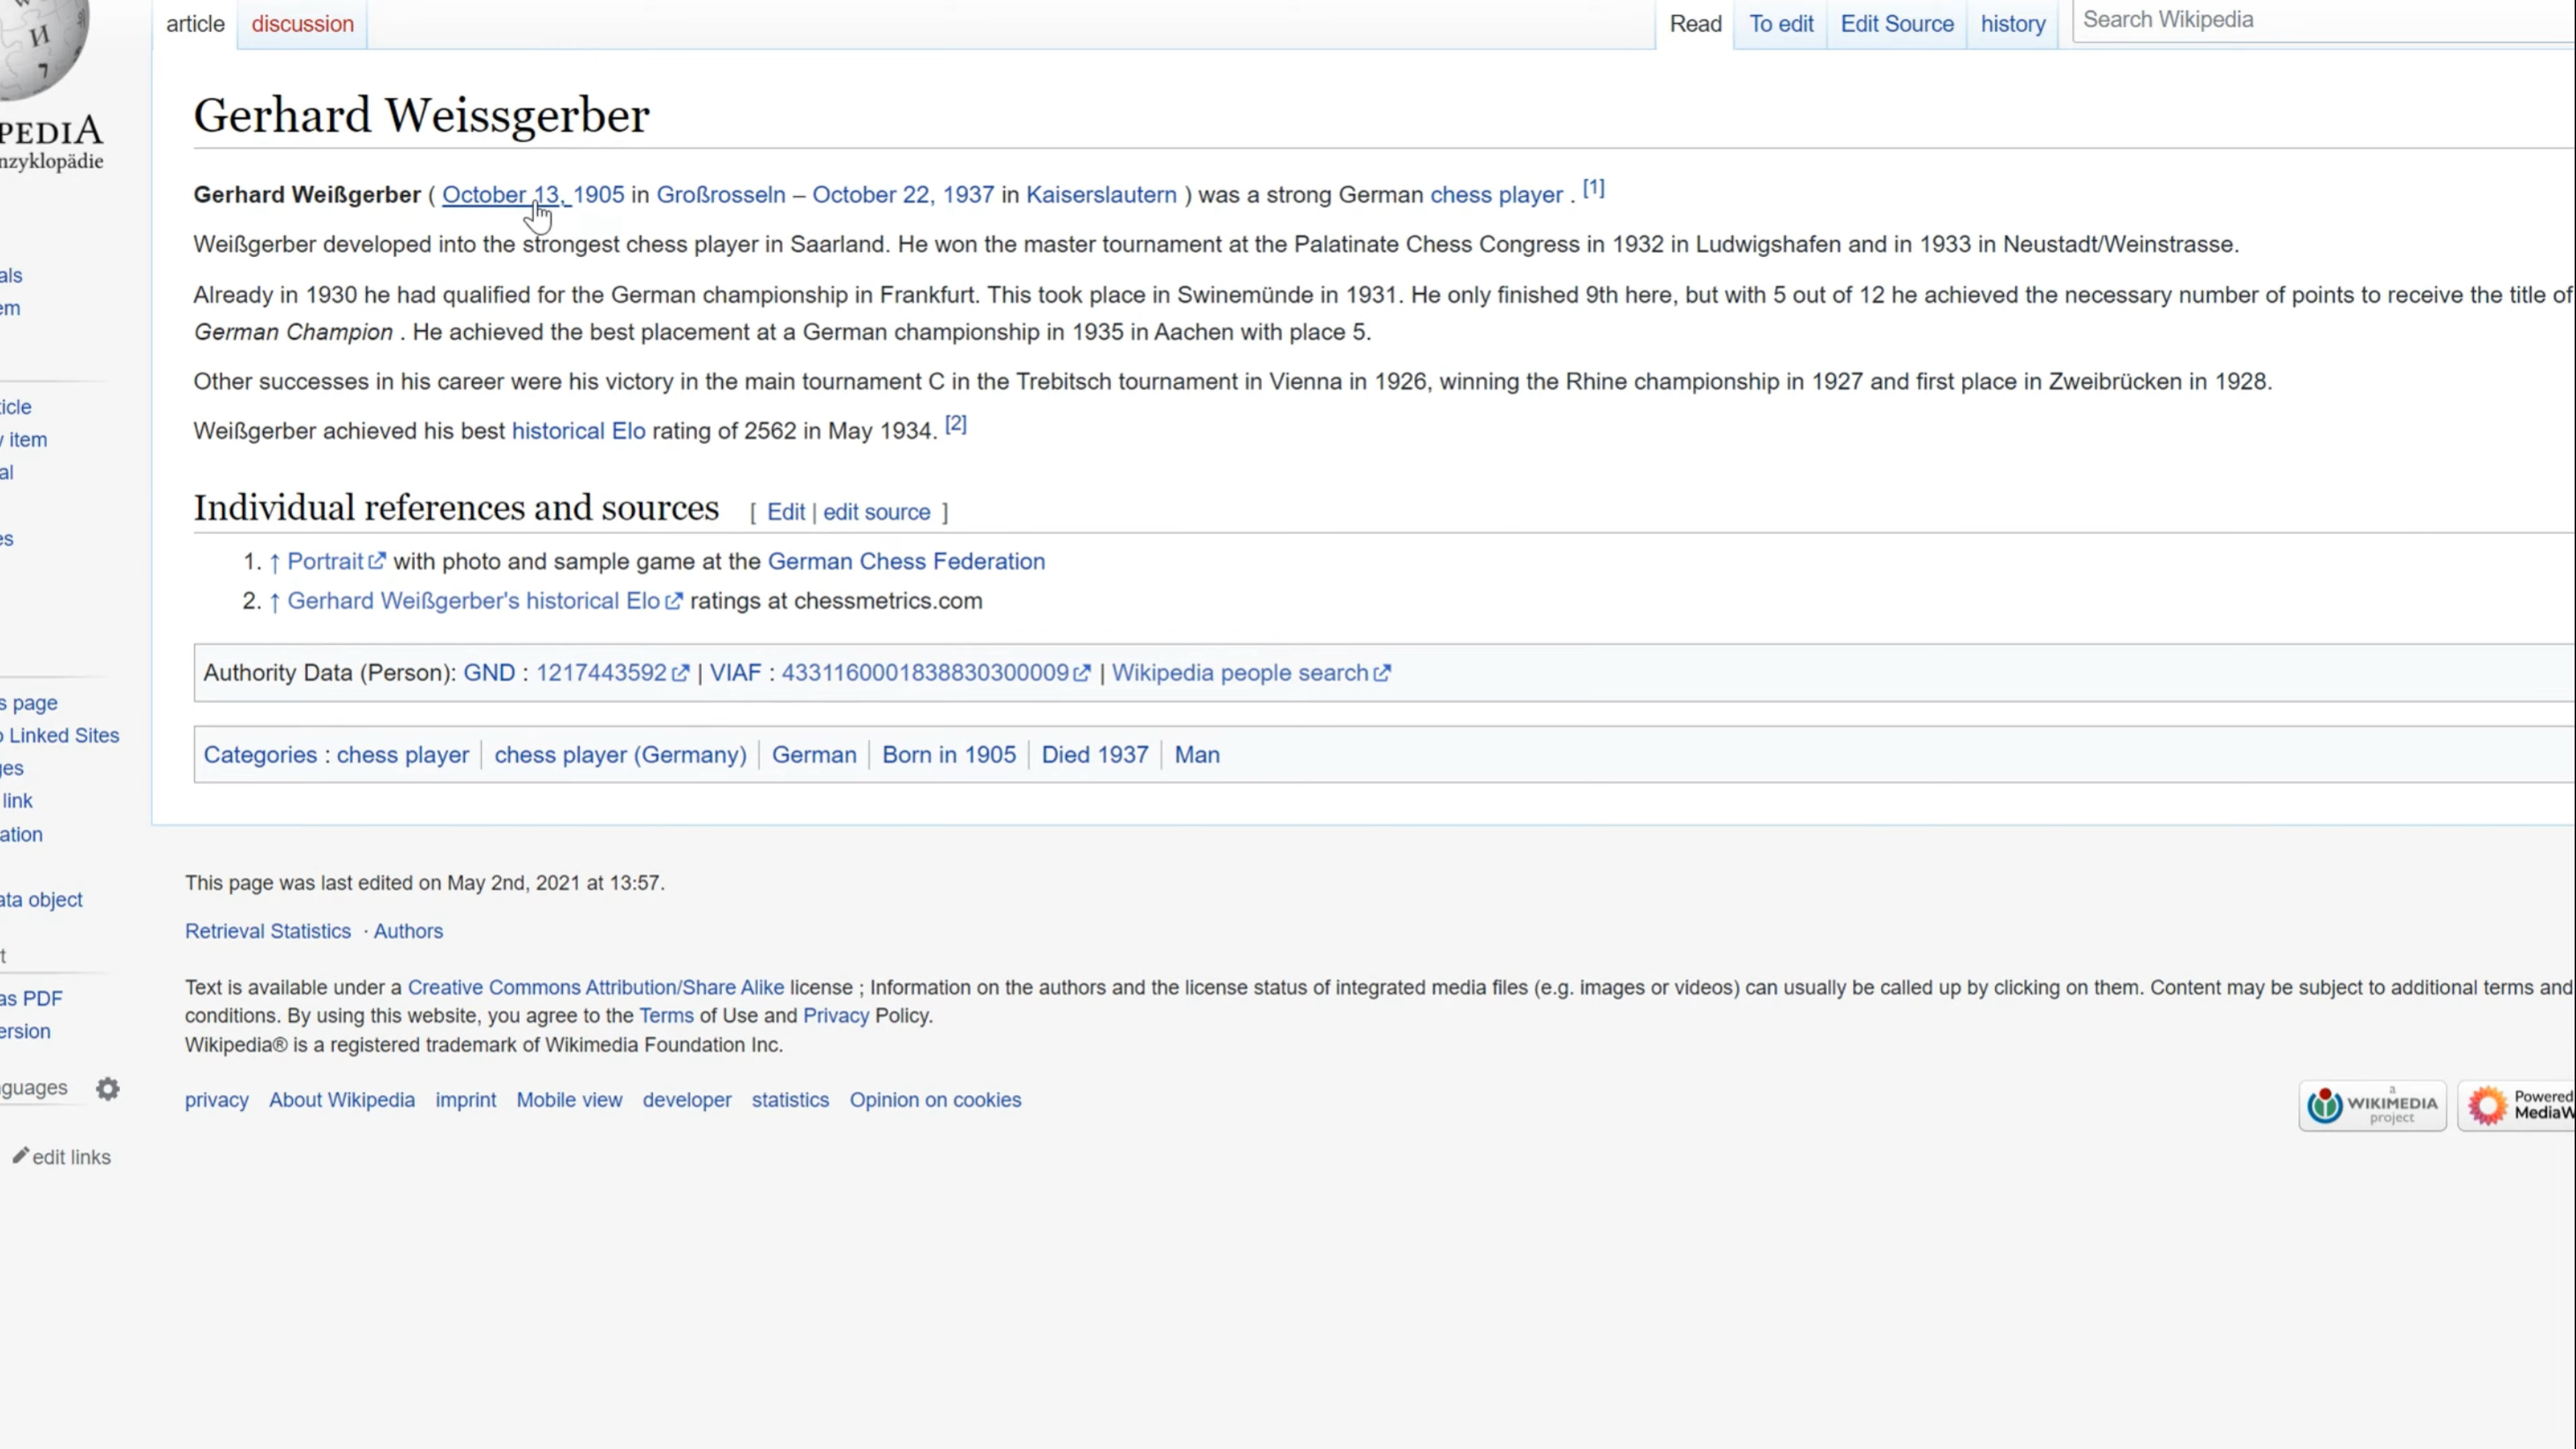 article discussion Read To edit Edit Source history Search Wikipedia
PEDIA
nzyklopädie
Gerhard Weissgerber
Gerhard Weißgerber ( October 13, 1905 in Großrosseln – October 22, 1937 in Kaiserslautern ) was a strong German chess player . [1]
Weißgerber developed into the strongest chess player in Saarland. He won the master tournament at the Palatinate Chess Congress in 1932 in Ludwigshafen and in 1933 in Neustadt/Weinstrasse.
als
Already in 1930 he had qualified for the German championship in Frankfurt. This took place in Swinemünde in 1931. He only finished 9th here, but with 5 out of 12 he achieved the necessary number of points to receive the title of
em
German Champion . He achieved the best placement at a German championship in 1935 in Aachen with place 5.
Other successes in his career were his victory in the main tournament C in the Trebitsch tournament in Vienna in 1926, winning the Rhine championship in 1927 and first place in Zweibrücken in 1928.
ticle
Weißgerber achieved his best historical Elo rating of 2562 in May 1934. [2]
item
al
Individual references and sources [ Edit | edit source ]
es
1. ↑ Portrait with photo and sample game at the German Chess Federation
2. ↑ Gerhard Weißgerber's historical Elo ratings at chessmetrics.com
Authority Data (Person): GND : 1217443592 | VIAF : 4331160001838830300009 | Wikipedia people search
s page
o Linked Sites
Categories : chess player | chess player (Germany) | German | Born in 1905 | Died 1937 | Man
ges
link
ation
This page was last edited on May 2nd, 2021 at 13:57.
ata object
Retrieval Statistics · Authors
t
Text is available under a Creative Commons Attribution/Share Alike license ; Information on the authors and the license status of integrated media files (e.g. images or videos) can usually be called up by clicking on them. Content may be subject to additional terms and
as PDF
conditions. By using this website, you agree to the Terms of Use and Privacy Policy.
ersion
Wikipedia® is a registered trademark of Wikimedia Foundation Inc.
nguages
privacy About Wikipedia imprint Mobile view developer statistics Opinion on cookies
a
WIKIMEDIA
project
Powered
MediaW
edit links